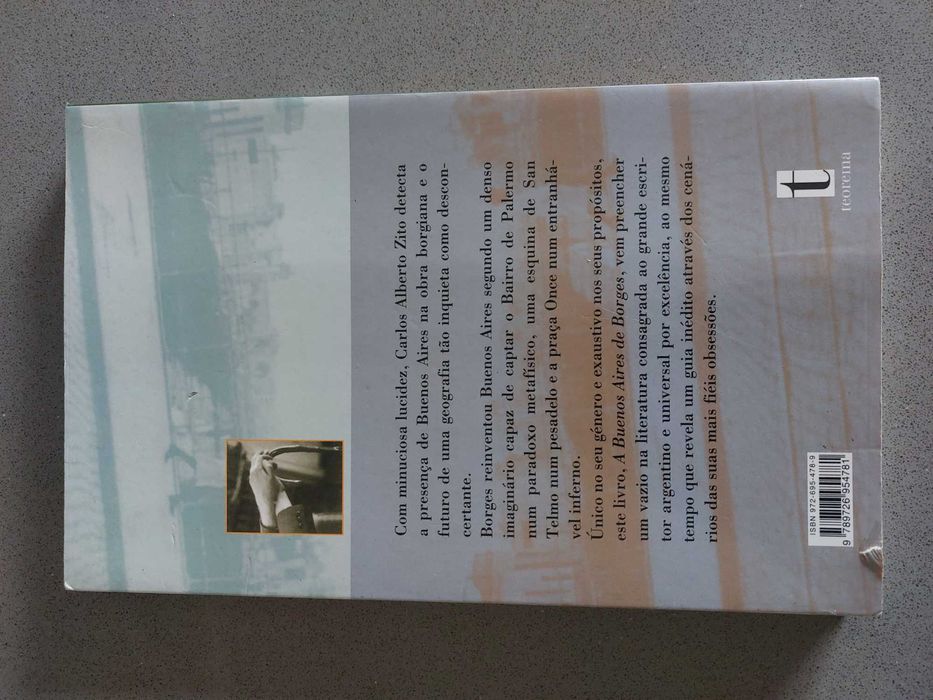 Com minuciosa lucidez, Carlos Alberto Zito detecta
a presença de Buenos Aires na obra borgiana e o
futuro de uma geografia tão inquieta como descon-
certante.
Borges reinventou Buenos Aires segundo um denso
imaginário capaz de captar o Bairro de Palermo
num paradoxo metafísico, uma esquina de San
Telmo num pesadelo e a praça Once num entranhá-
vel inferno.
Único no seu género e exaustivo nos seus propósitos,
este livro, A Buenos Aires de Borges, vem preencher
um vazio na literatura consagrada ao grande escri-
tor argentino e universal por excelência, ao mesmo
tempo que revela um guia inédito através dos cená-
rios das suas mais fiéis obsessões.
ISBN 972-695-478-9
9 789726 954781
t
teorema